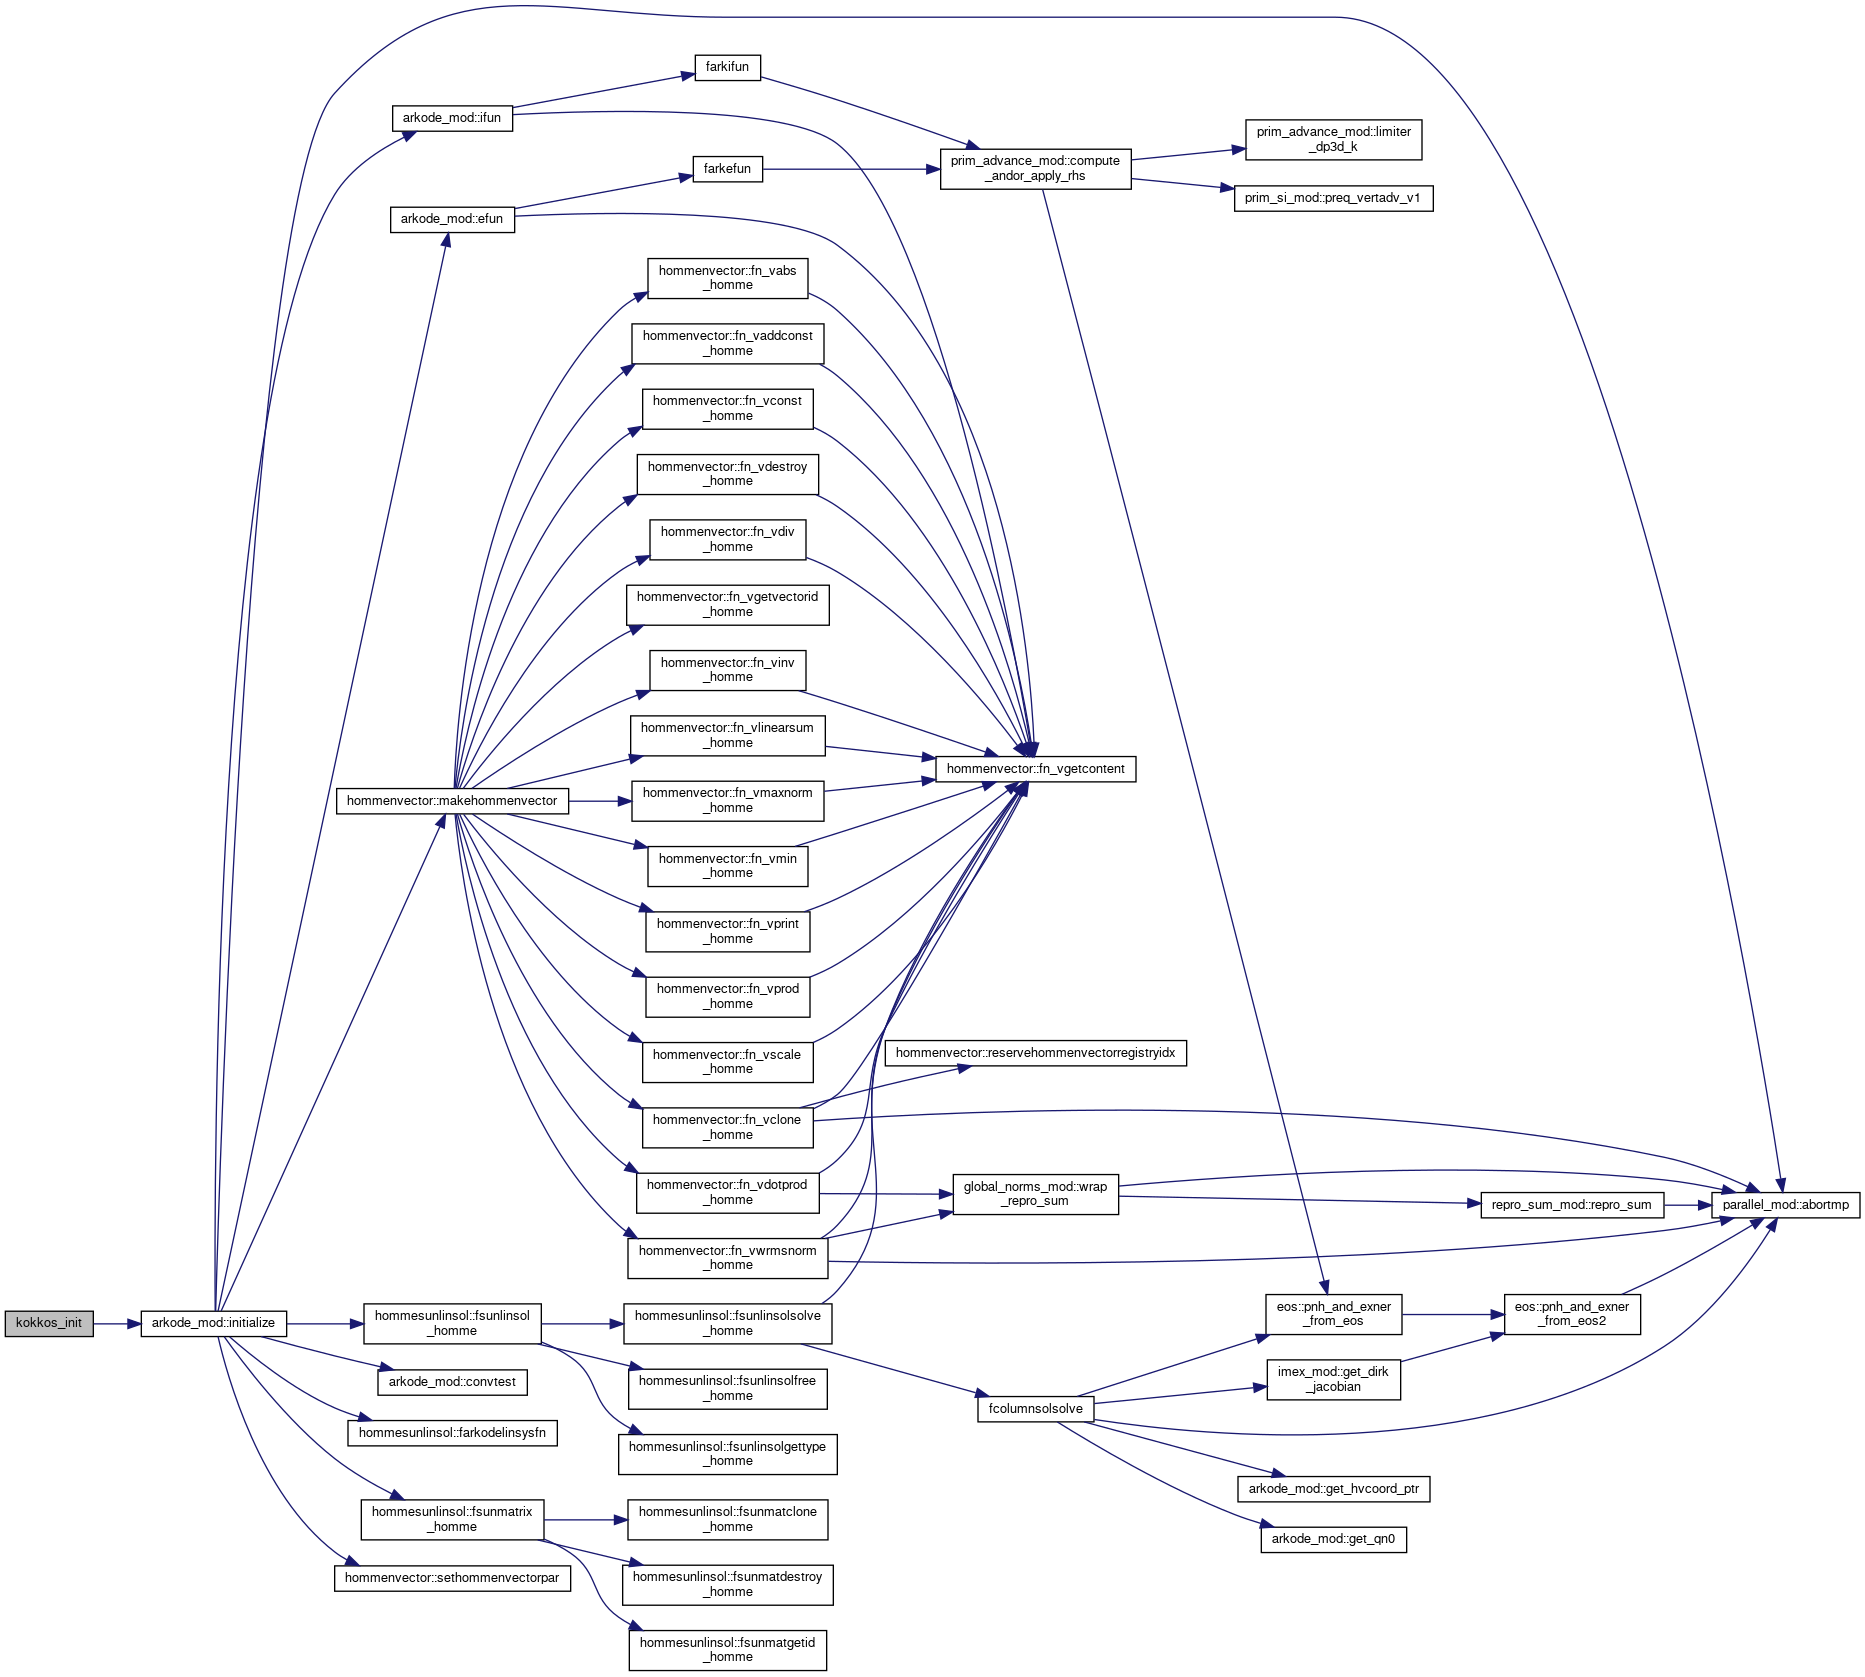 farkifun
arkode_mod::ifun
prim_advance_mod::limiter
_dp3d_k
prim_advance_mod::compute
_andor_apply_rhs
farkefun
prim_si_mod::preq_vertadv_v1
arkode_mod::efun
hommenvector::fn_vabs
_homme
hommenvector::fn_vaddconst
_homme
hommenvector::fn_vconst
_homme
hommenvector::fn_vdestroy
_homme
hommenvector::fn_vdiv
_homme
hommenvector::fn_vgetvectorid
_homme
hommenvector::fn_vinv
_homme
hommenvector::fn_vlinearsum
_homme
hommenvector::fn_vgetcontent
hommenvector::makehommenvector
hommenvector::fn_vmaxnorm
_homme
hommenvector::fn_vmin
_homme
hommenvector::fn_vprint
_homme
hommenvector::fn_vprod
_homme
hommenvector::fn_vscale
_homme
hommenvector::reservehommenvectorregistryidx
hommenvector::fn_vclone
_homme
hommenvector::fn_vdotprod
_homme
global_norms_mod::wrap
_repro_sum
repro_sum_mod::repro_sum
parallel_mod::abortmp
hommenvector::fn_vwrmsnorm
_homme
kokkos_init
arkode_mod::initialize
hommesunlinsol::fsunlinsol
_homme
hommesunlinsol::fsunlinsolsolve
_homme
eos::pnh_and_exner
_from_eos
eos::pnh_and_exner
_from_eos2
arkode_mod::convtest
hommesunlinsol::fsunlinsolfree
_homme
imex_mod::get_dirk
_jacobian
fcolumnsolsolve
hommesunlinsol::farkodelinsysfn
hommesunlinsol::fsunlinsolgettype
_homme
arkode_mod::get_hvcoord_ptr
hommesunlinsol::fsunmatrix
_homme
hommesunlinsol::fsunmatclone
_homme
arkode_mod::get_qn0
hommenvector::sethommenvectorpar
hommesunlinsol::fsunmatdestroy
_homme
hommesunlinsol::fsunmatgetid
_homme